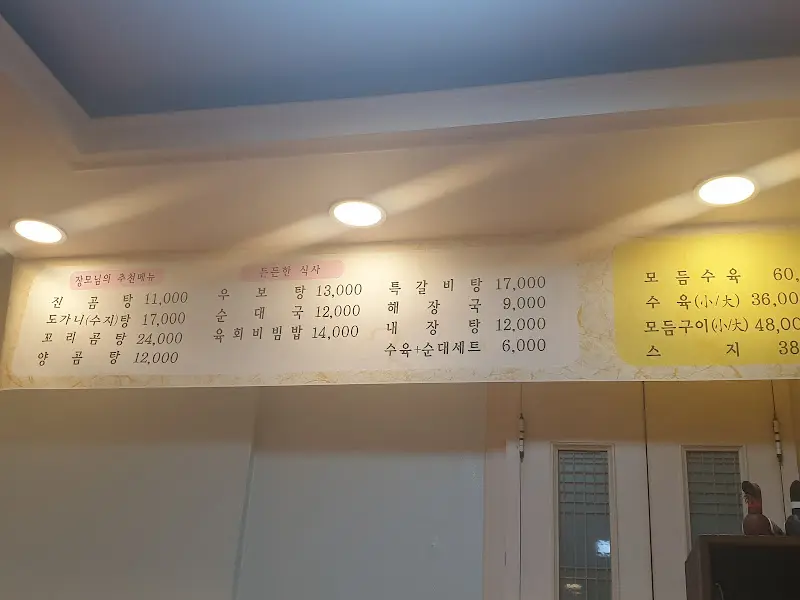 장모님의 추천메뉴
진 곰 탕 11,000
도가니(수지)탕 17,000
꼬리곰탕 24,000
양 곰 탕 12,000
든든한 식사
우 보 탕 13,000
순 대 국 12,000
육회비빔밥 14,000
특갈비탕 17,000
해 장 국 9,000
내 장 탕 12,000
수육+순대세트 6,000
모듬수육 60,
수 육(小/大) 36,00
모듬구이(小/大) 48,00
스 지 38